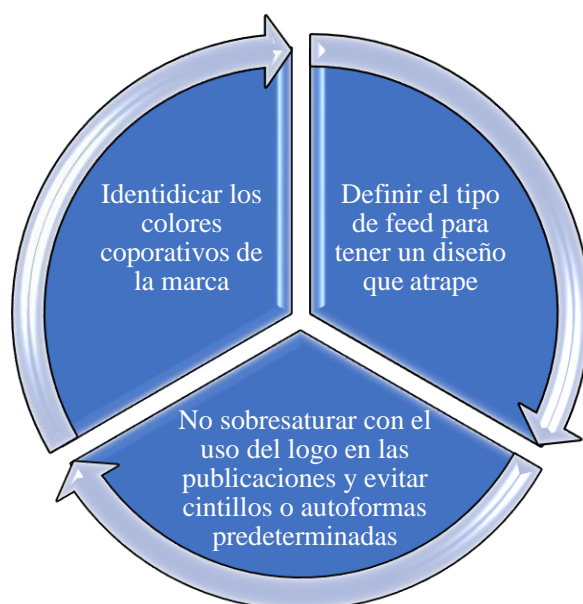 Identidicar los
colores
coporativos de
la marca
Definir el tipo
de feed para
tener un diseño
que atrape
No sobresaturar con el
uso del logo en las
publicaciones y evitar
cintillos o autoformas
predeterminadas